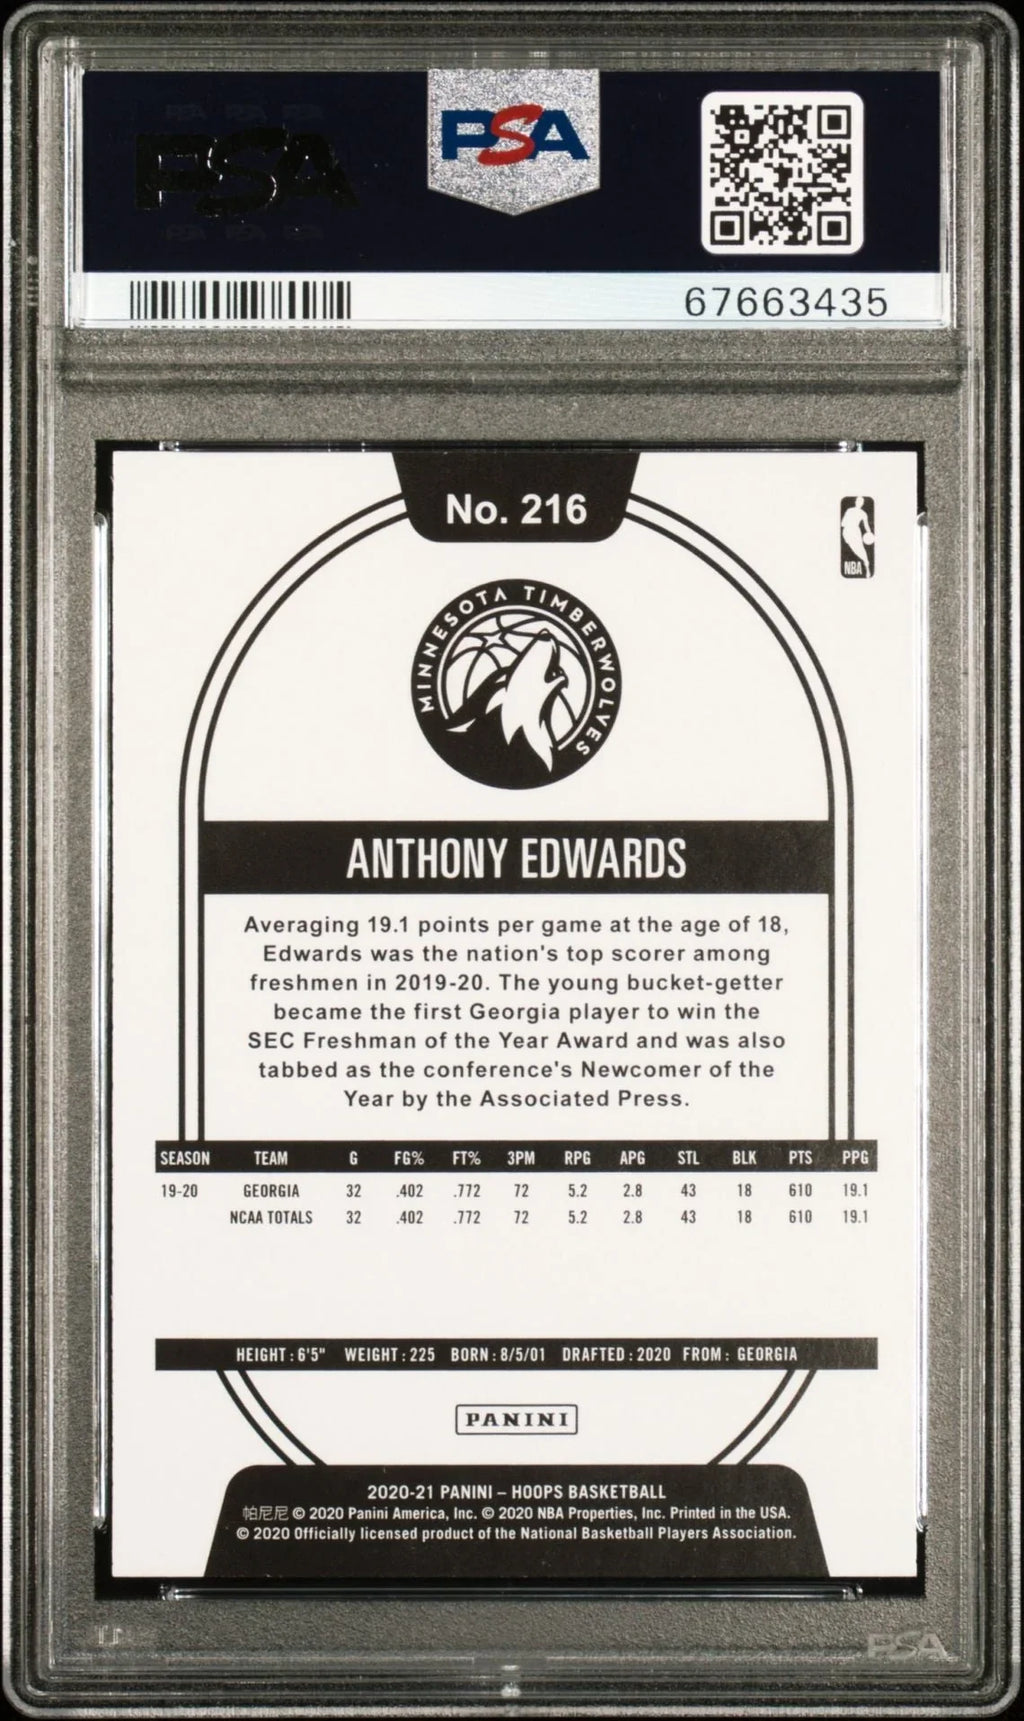 PSA
PSA
67663435
No. 216
NBA
MINNESOTA TIMBERWOLVES
ANTHONY EDWARDS
Averaging 19.1 points per game at the age of 18,
Edwards was the nation's top scorer among
freshmen in 2019-20. The young bucket-getter
became the first Georgia player to win the
SEC Freshman of the Year Award and was also
tabbed as the conference's Newcomer of the
Year by the Associated Press.
SEASON TEAM G FG% FT% 3PM RPG APG STL BLK PTS PPG
19-20 GEORGIA 32 .402 .772 72 5.2 2.8 43 18 610 19.1
NCAA TOTALS 32 .402 .772 72 5.2 2.8 43 18 610 19.1
HEIGHT : 6'5" WEIGHT : 225 BORN : 8/5/01 DRAFTED : 2020 FROM : GEORGIA
PANINI
2020-21 PANINI – HOOPS BASKETBALL
帕尼尼 © 2020 Panini America, Inc. © 2020 NBA Properties, Inc. Printed in the USA.
© 2020 Officially licensed product of the National Basketball Players Association.
PSA